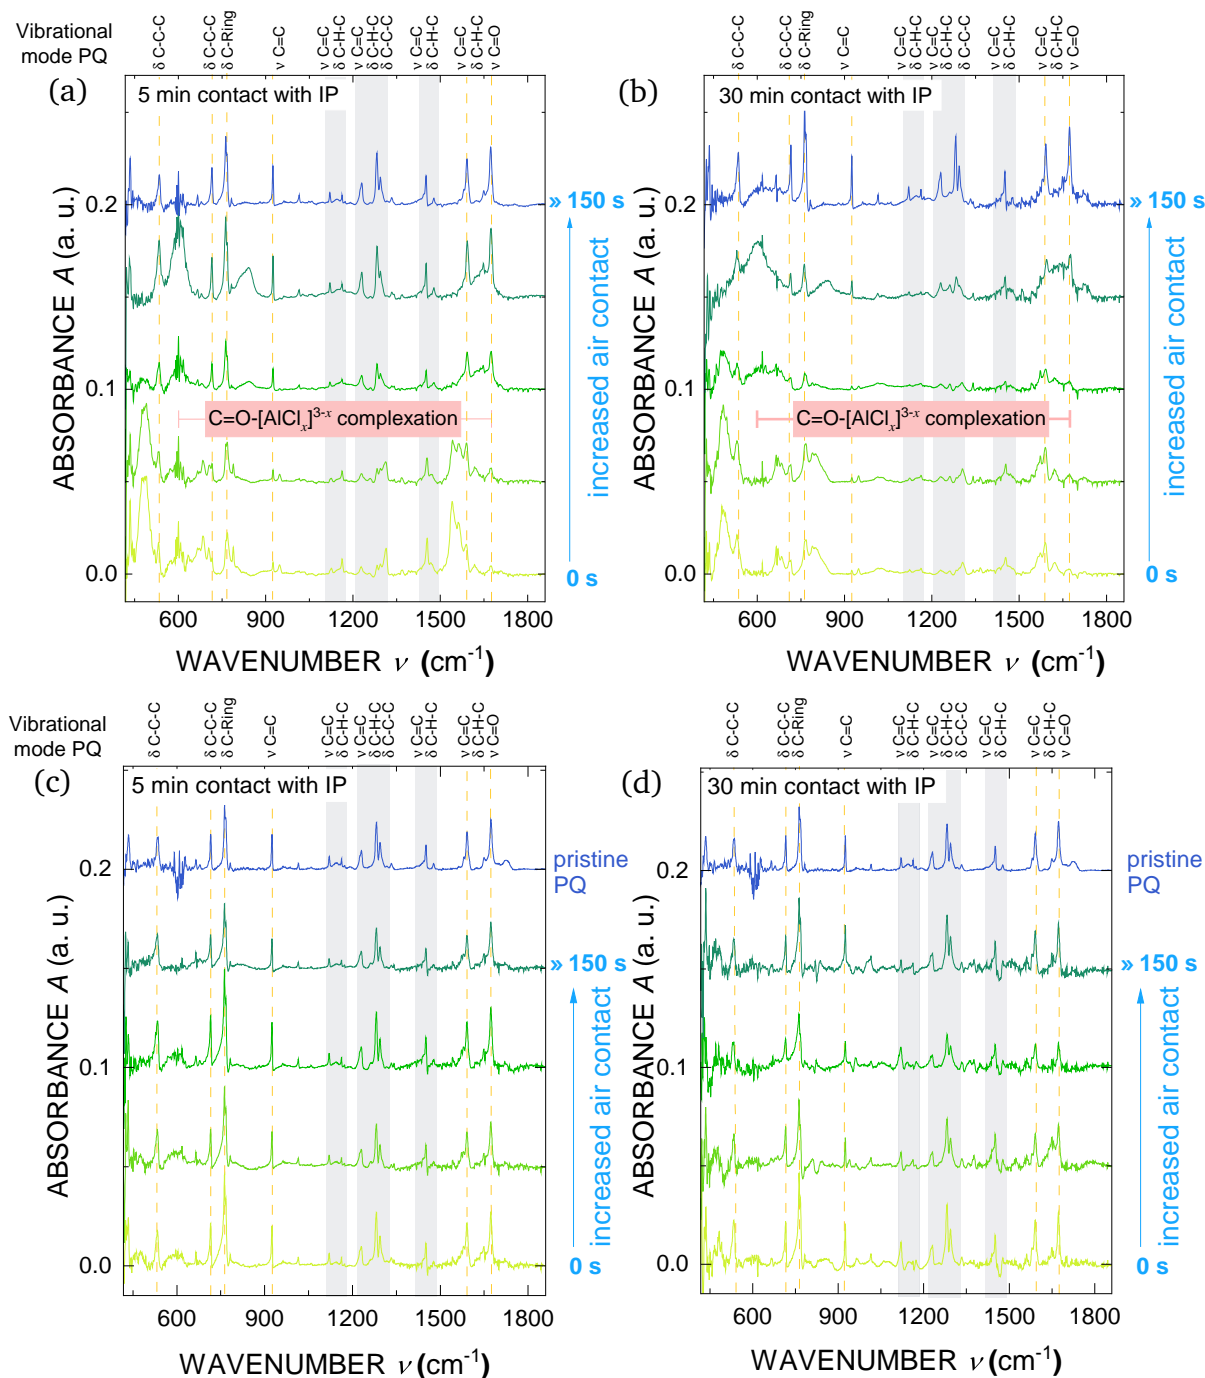 Vibrational
mode PQ
δ C-C-C
δ C-C-C
δ C-Ring
ν C=C
ν C=C
δ C-H-C
ν C=C
δ C-H-C
δ C-C-C
ν C=C
δ C-H-C
ν C=C
δ C-H-C
ν C=O
δ C-C-C
δ C-C-C
δ C-Ring
ν C=C
ν C=C
δ C-H-C
ν C=C
δ C-H-C
δ C-C-C
ν C=C
δ C-H-C
ν C=C
δ C-H-C
ν C=O
(a)
5 min contact with IP
(b)
30 min contact with IP
ABSORBANCE A (a. u.)
0.2
0.1
0.0
C=O-[AlClₓ]³⁻ˣ complexation
» 150 s
increased air contact
0 s
600 900 1200 1500 1800
WAVENUMBER ν (cm⁻¹)
ABSORBANCE A (a. u.)
0.2
0.1
0.0
C=O-[AlClₓ]³⁻ˣ complexation
» 150 s
increased air contact
0 s
600 900 1200 1500 1800
WAVENUMBER ν (cm⁻¹)
Vibrational
mode PQ
δ C-C-C
δ C-C-C
δ C-Ring
ν C=C
ν C=C
δ C-H-C
ν C=C
δ C-H-C
δ C-C-C
ν C=C
δ C-H-C
ν C=C
δ C-H-C
ν C=O
δ C-C-C
δ C-C-C
δ C-Ring
ν C=C
ν C=C
δ C-H-C
ν C=C
δ C-H-C
δ C-C-C
ν C=C
δ C-H-C
ν C=C
δ C-H-C
ν C=O
(c)
5 min contact with IP
(d)
30 min contact with IP
ABSORBANCE A (a. u.)
0.2
0.1
0.0
pristine
PQ
» 150 s
increased air contact
0 s
600 900 1200 1500 1800
WAVENUMBER ν (cm⁻¹)
ABSORBANCE A (a. u.)
0.2
0.1
0.0
pristine
PQ
» 150 s
increased air contact
0 s
600 900 1200 1500 1800
WAVENUMBER ν (cm⁻¹)